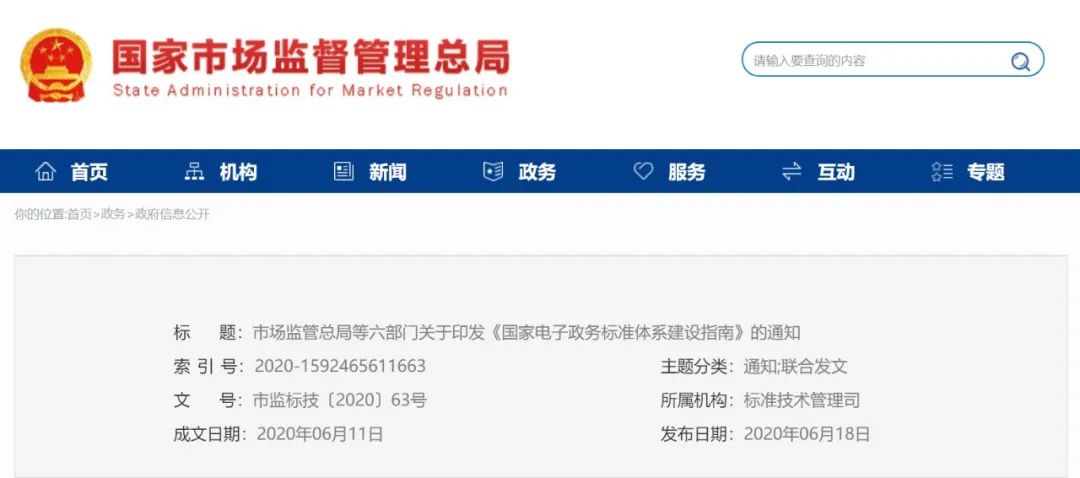 国家市场监督管理总局
State Administration for Market Regulation
请输入要查询的内容
首页 机构 新闻 政务 服务 互动 专题
你的位置:首页>政务>政府信息公开
标 题：市场监管总局等六部门关于印发《国家电子政务标准体系建设指南》的通知
索 引 号：2020-1592465611663 主题分类：通知;联合发文
文 号：市监标技〔2020〕63号 所属机构：标准技术管理司
成文日期：2020年06月11日 发布日期：2020年06月18日